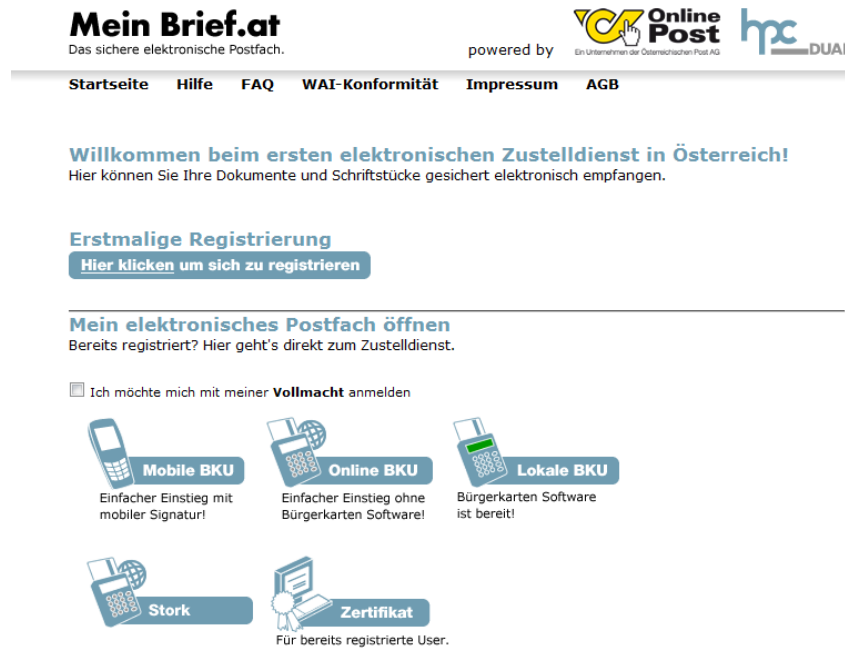 Mein Brief.at
Das sichere elektronische Postfach.
powered by
Online
Post
Ein Unternehmen der Österreichischen Post AG
hpc
DUAL
Startseite Hilfe FAQ WAI-Konformität Impressum AGB
Willkommen beim ersten elektronischen Zustelldienst in Österreich!
Hier können Sie Ihre Dokumente und Schriftstücke gesichert elektronisch empfangen.
Erstmalige Registrierung
Hier klicken um sich zu registrieren
Mein elektronisches Postfach öffnen
Bereits registriert? Hier geht's direkt zum Zustelldienst.
Ich möchte mich mit meiner Vollmacht anmelden
Mobile BKU
Einfacher Einstieg mit
mobiler Signatur!
Online BKU
Einfacher Einstieg ohne
Bürgerkarten Software!
Lokale BKU
Bürgerkarten Software
ist bereit!
Stork
Zertifikat
Für bereits registrierte User.